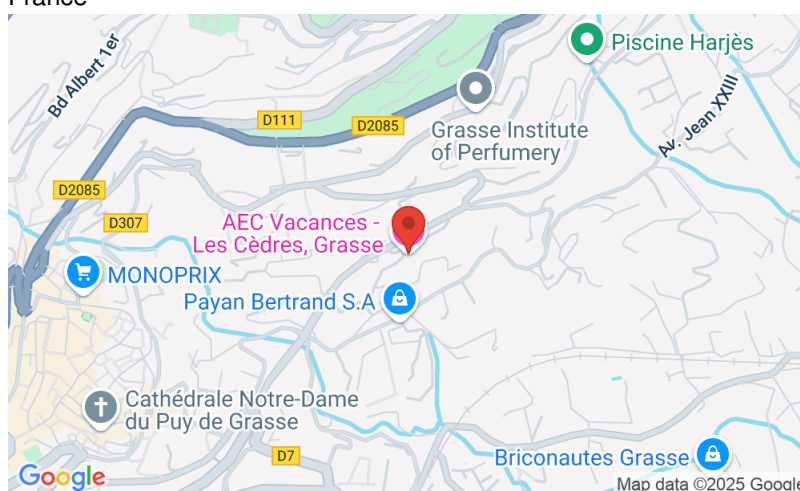 France
Bd Albert 1er
Piscine Harjès
D111
D2085
Grasse Institute
of Perfumery
Av. Jean XXIII
D2085
D307
AEC Vacances -
Les Cèdres, Grasse
MONOPRIX
Payan Bertrand S.A
Cathédrale Notre-Dame
du Puy de Grasse
D7
Briconautes Grasse
Google
Map data ©2025 Google